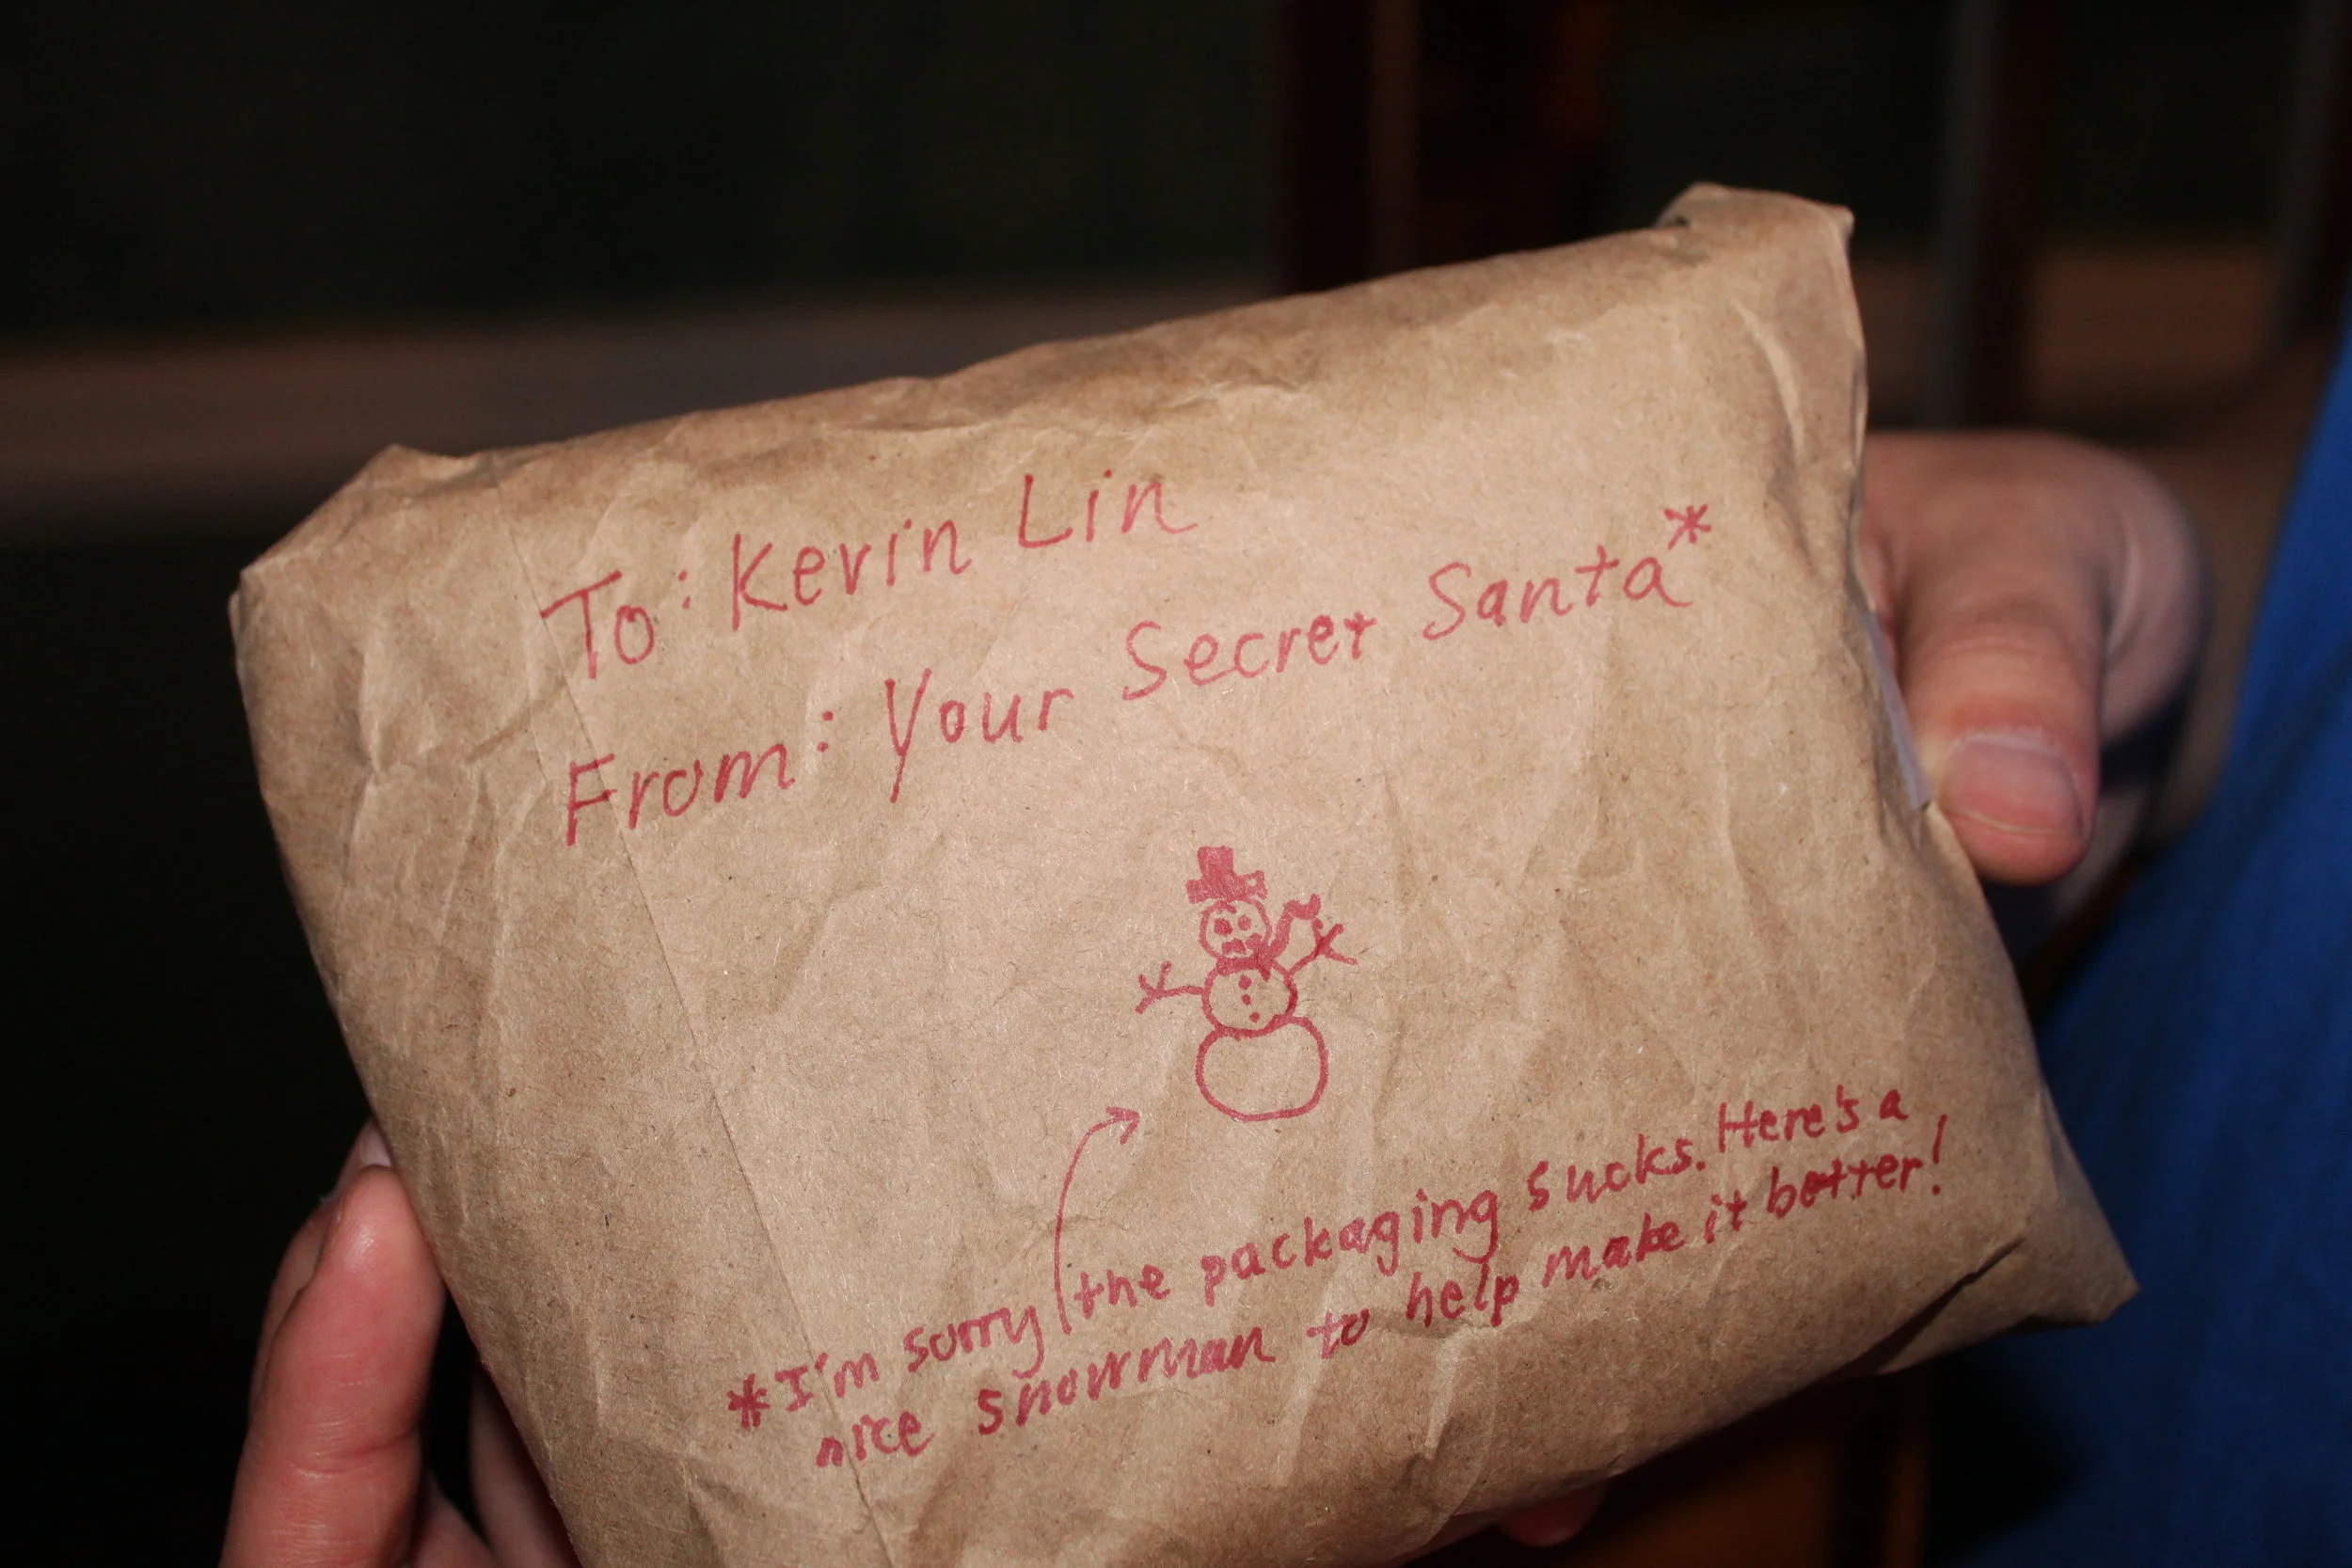 To: Kevin Lin
From: Your Secret Santa*
*I'm sorry the packaging sucks. Here's a
nice snowman to help make it better!